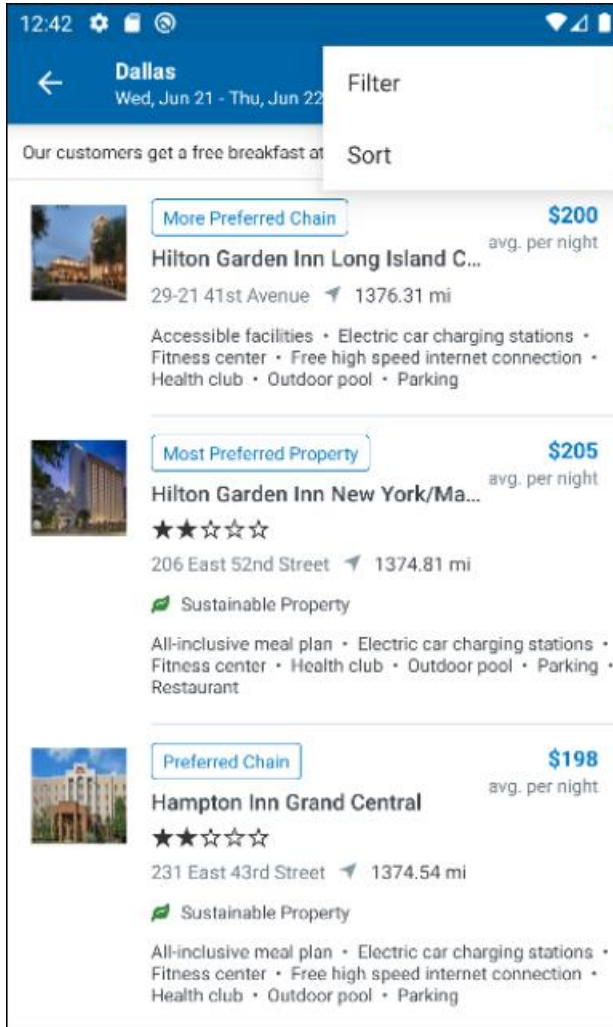 12:42
Dallas
Wed, Jun 21 - Thu, Jun 22
Filter
Sort
Our customers get a free breakfast at
More Preferred Chain
$200
avg. per night
Hilton Garden Inn Long Island C...
29-21 41st Avenue 1376.31 mi
Accessible facilities • Electric car charging stations •
Fitness center • Free high speed internet connection •
Health club • Outdoor pool • Parking
Most Preferred Property
$205
avg. per night
Hilton Garden Inn New York/Ma...
206 East 52nd Street 1374.81 mi
Sustainable Property
All-inclusive meal plan • Electric car charging stations •
Fitness center • Health club • Outdoor pool • Parking •
Restaurant
Preferred Chain
$198
avg. per night
Hampton Inn Grand Central
231 East 43rd Street 1374.54 mi
Sustainable Property
All-inclusive meal plan • Electric car charging stations •
Fitness center • Free high speed internet connection •
Health club • Outdoor pool • Parking